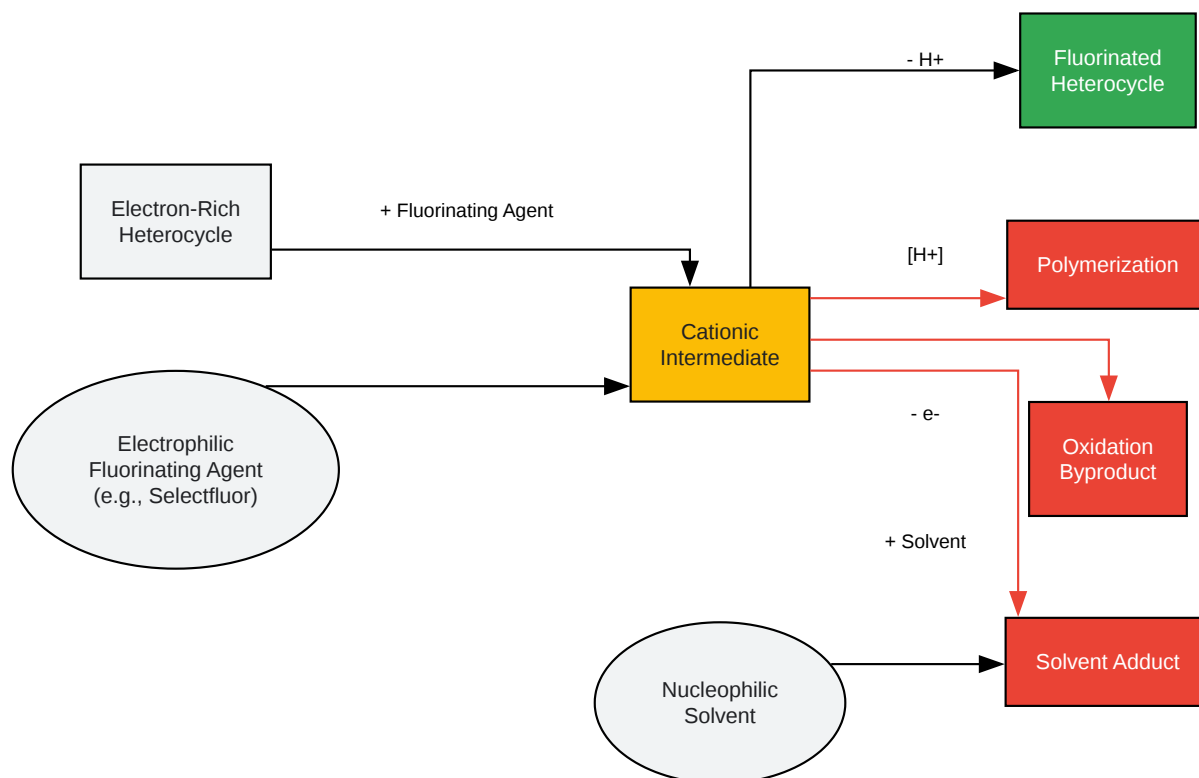 - H+
Fluorinated
Heterocycle
Electron-Rich
Heterocycle
+ Fluorinating Agent
[H+]
Polymerization
Cationic
Intermediate
- e-
Electrophilic
Fluorinating Agent
(e.g., Selectfluor)
Oxidation
Byproduct
+ Solvent
Nucleophilic
Solvent
Solvent Adduct